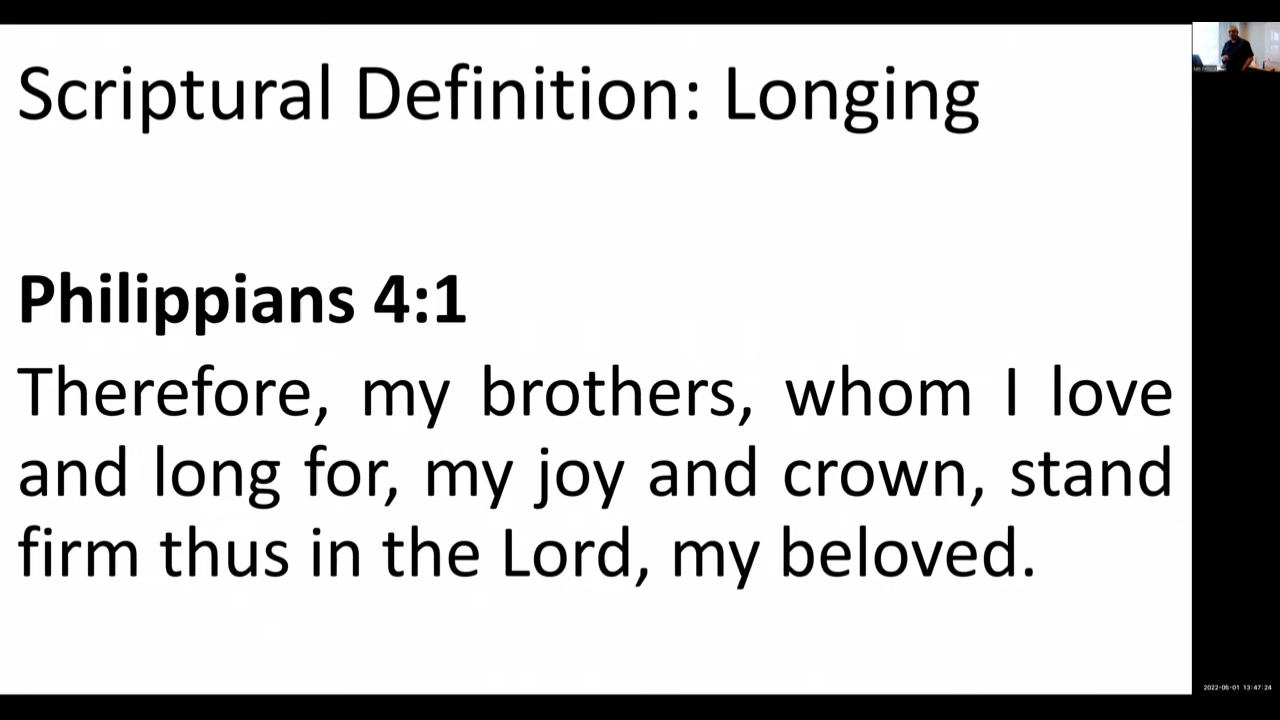 Scriptural Definition: Longing
Philippians 4:1
Therefore, my brothers, whom I love
and long for, my joy and crown, stand
firm thus in the Lord, my beloved.
2022-05-01 13:47:24